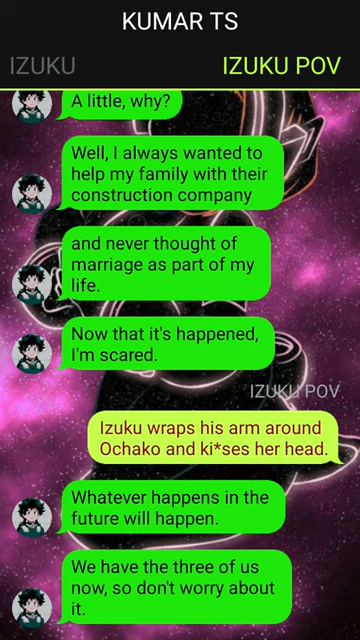 KUMAR TS
IZUKU
IZUKU POV
A little, why?
Well, I always wanted to
help my family with their
construction company
and never thought of
marriage as part of my
life.
Now that it's happened,
I'm scared.
IZUKU POV
Izuku wraps his arm around
Ochako and ki*ses her head.
Whatever happens in the
future will happen.
We have the three of us
now, so don't worry about
it.